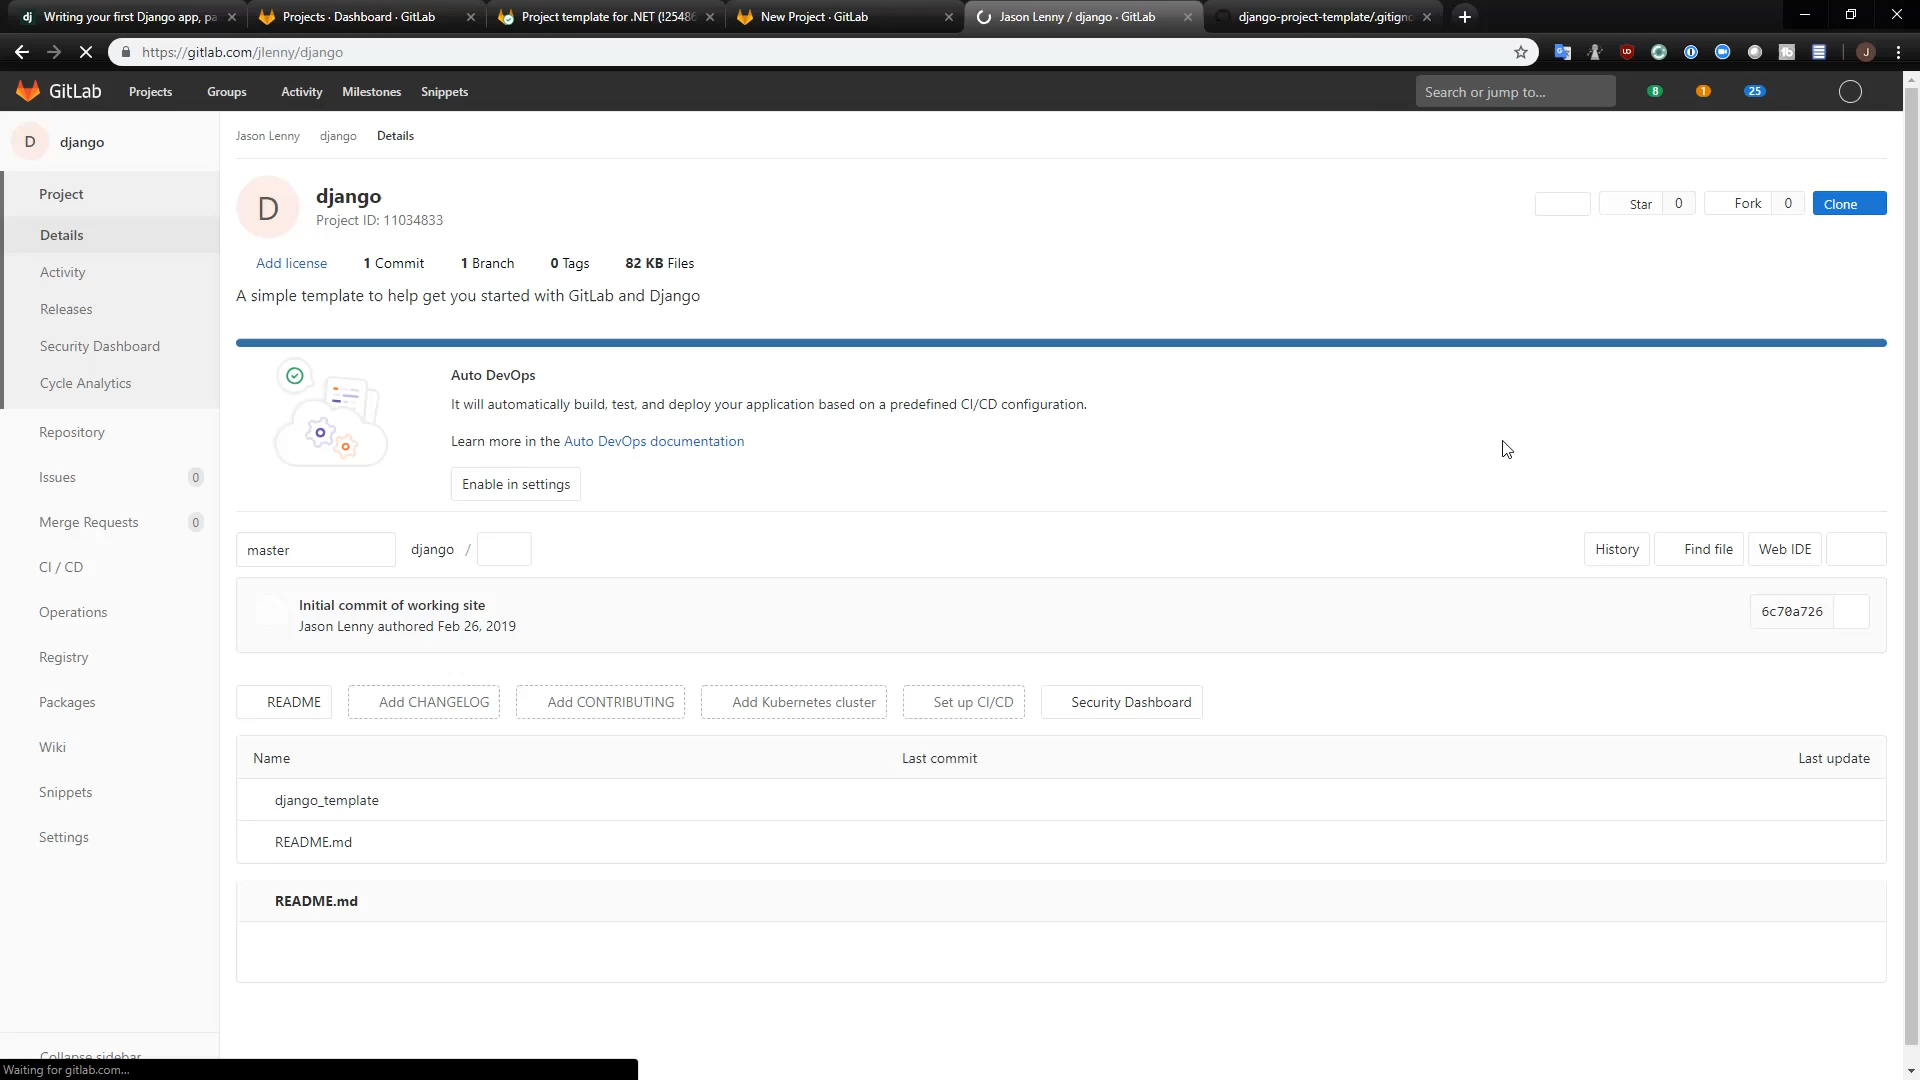 dj Writing your first Django app, pa
Projects · Dashboard · GitLab
Project template for .NET (!25486
New Project · GitLab
Jason Lenny / django · GitLab
django-project-template/.gitigno
https://gitlab.com/jlenny/django
J
GitLab
Projects
Groups
Activity
Milestones
Snippets
Search or jump to...
8
1
25
D
django
Jason Lenny
django
Details
Project
Details
Activity
Releases
Security Dashboard
Cycle Analytics
Repository
Issues 0
Merge Requests 0
CI / CD
Operations
Registry
Packages
Wiki
Snippets
Settings
Collapse sidebar
D
django
Project ID: 11034833
Star 0
Fork 0
Clone
Add license
1 Commit
1 Branch
0 Tags
82 KB Files
A simple template to help get you started with GitLab and Django
Auto DevOps
It will automatically build, test, and deploy your application based on a predefined CI/CD configuration.
Learn more in the Auto DevOps documentation
Enable in settings
master
django /
History
Find file
Web IDE
Initial commit of working site
Jason Lenny authored Feb 26, 2019
6c70a726
README
Add CHANGELOG
Add CONTRIBUTING
Add Kubernetes cluster
Set up CI/CD
Security Dashboard
Name
Last commit
Last update
django_template
README.md
README.md
Waiting for gitlab.com...